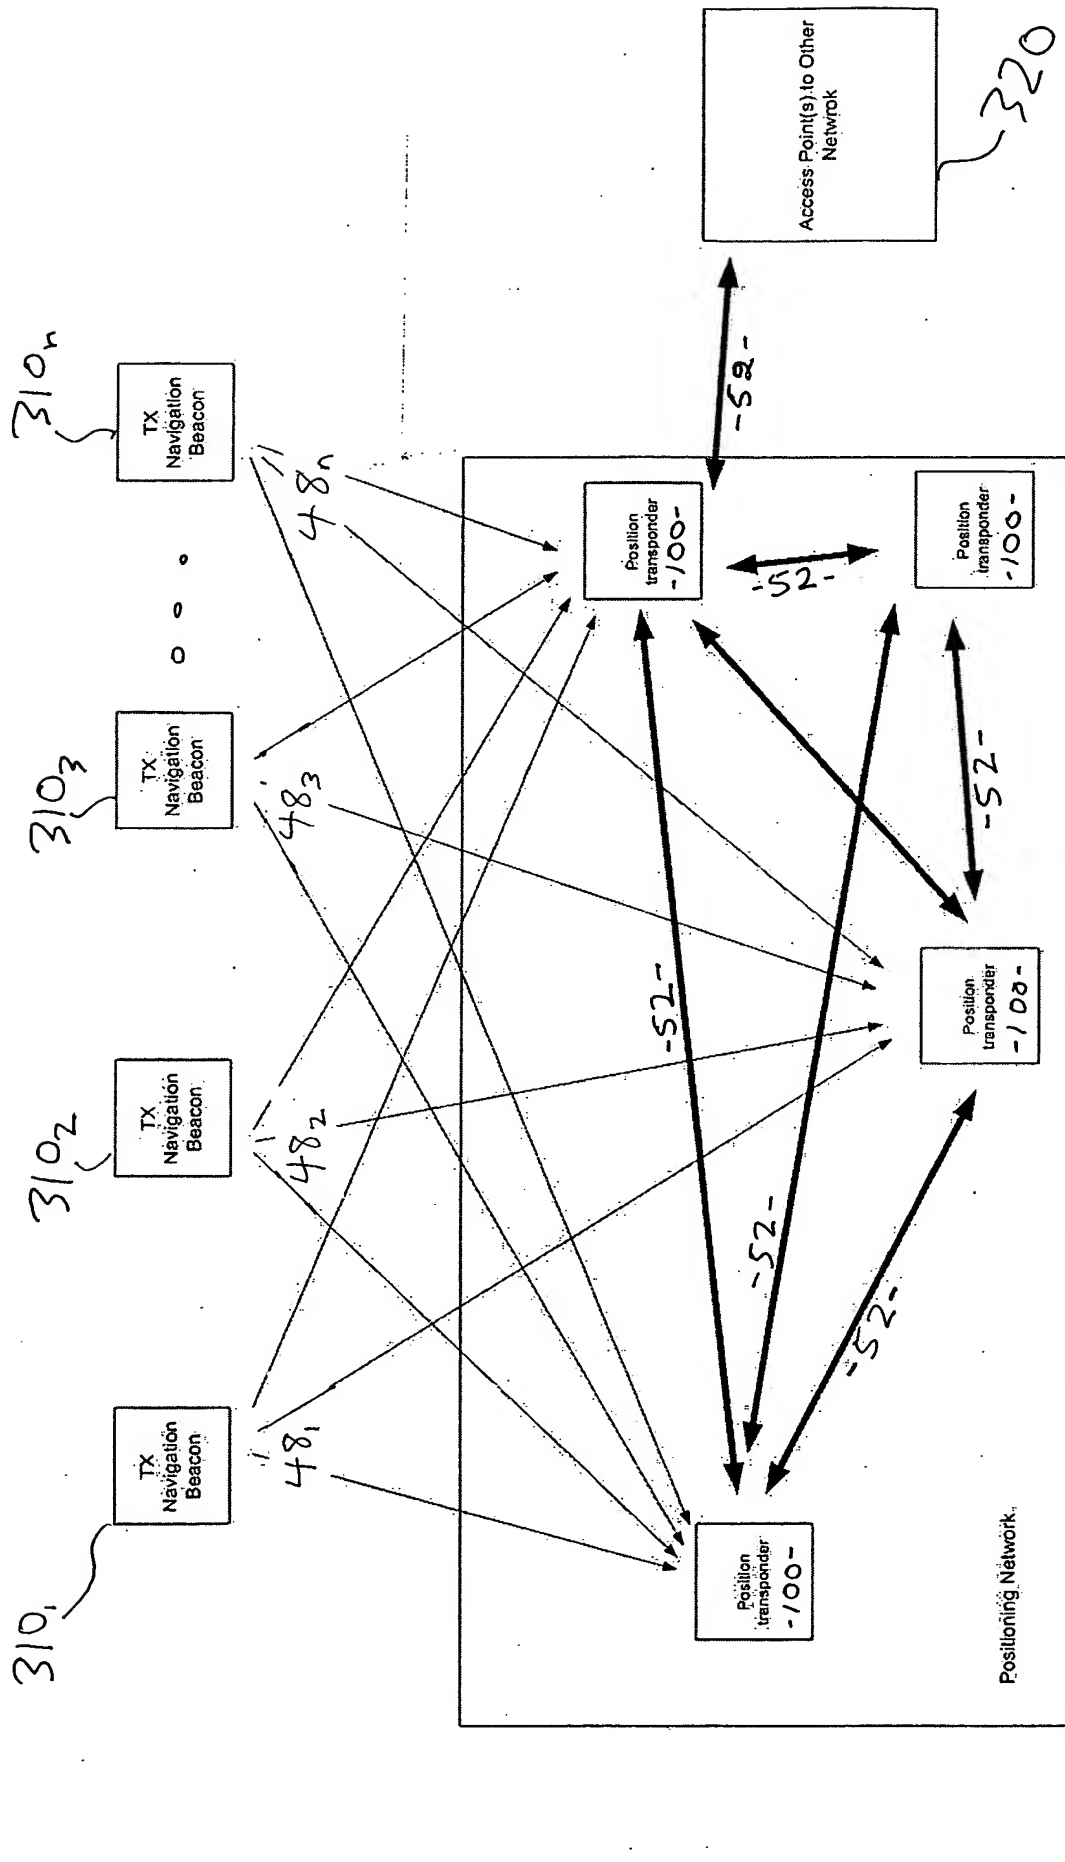 310₁
310₂
310₃
310ₙ
TX
Navigation
Beacon
TX
Navigation
Beacon
TX
Navigation
Beacon
TX
Navigation
Beacon
48₁
48₂
48₃
48ₙ
Position
transponder
-100-
Position
transponder
-100-
Position
transponder
-100-
Position
transponder
-100-
-52-
-52-
-52-
-52-
-52-
-52-
Access Point(s) to Other
Netwrok
320
Positioning Network